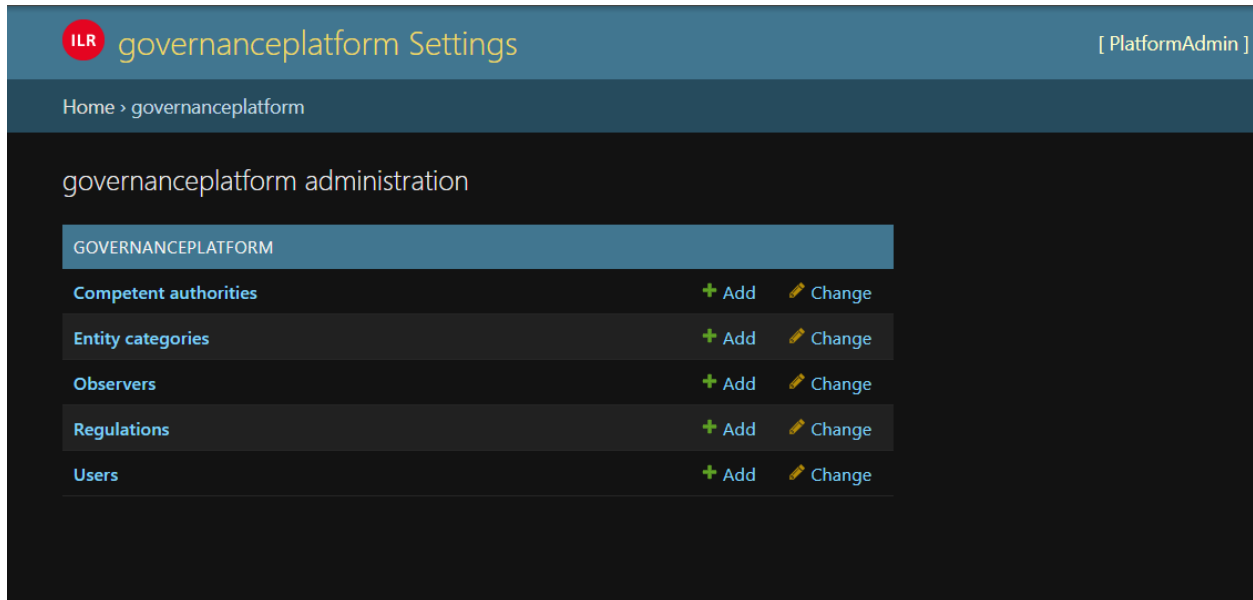 ILR governanceplatform Settings [ PlatformAdmin ]
Home › governanceplatform
governanceplatform administration
GOVERNANCEPLATFORM
Competent authorities Add Change
Entity categories Add Change
Observers Add Change
Regulations Add Change
Users Add Change